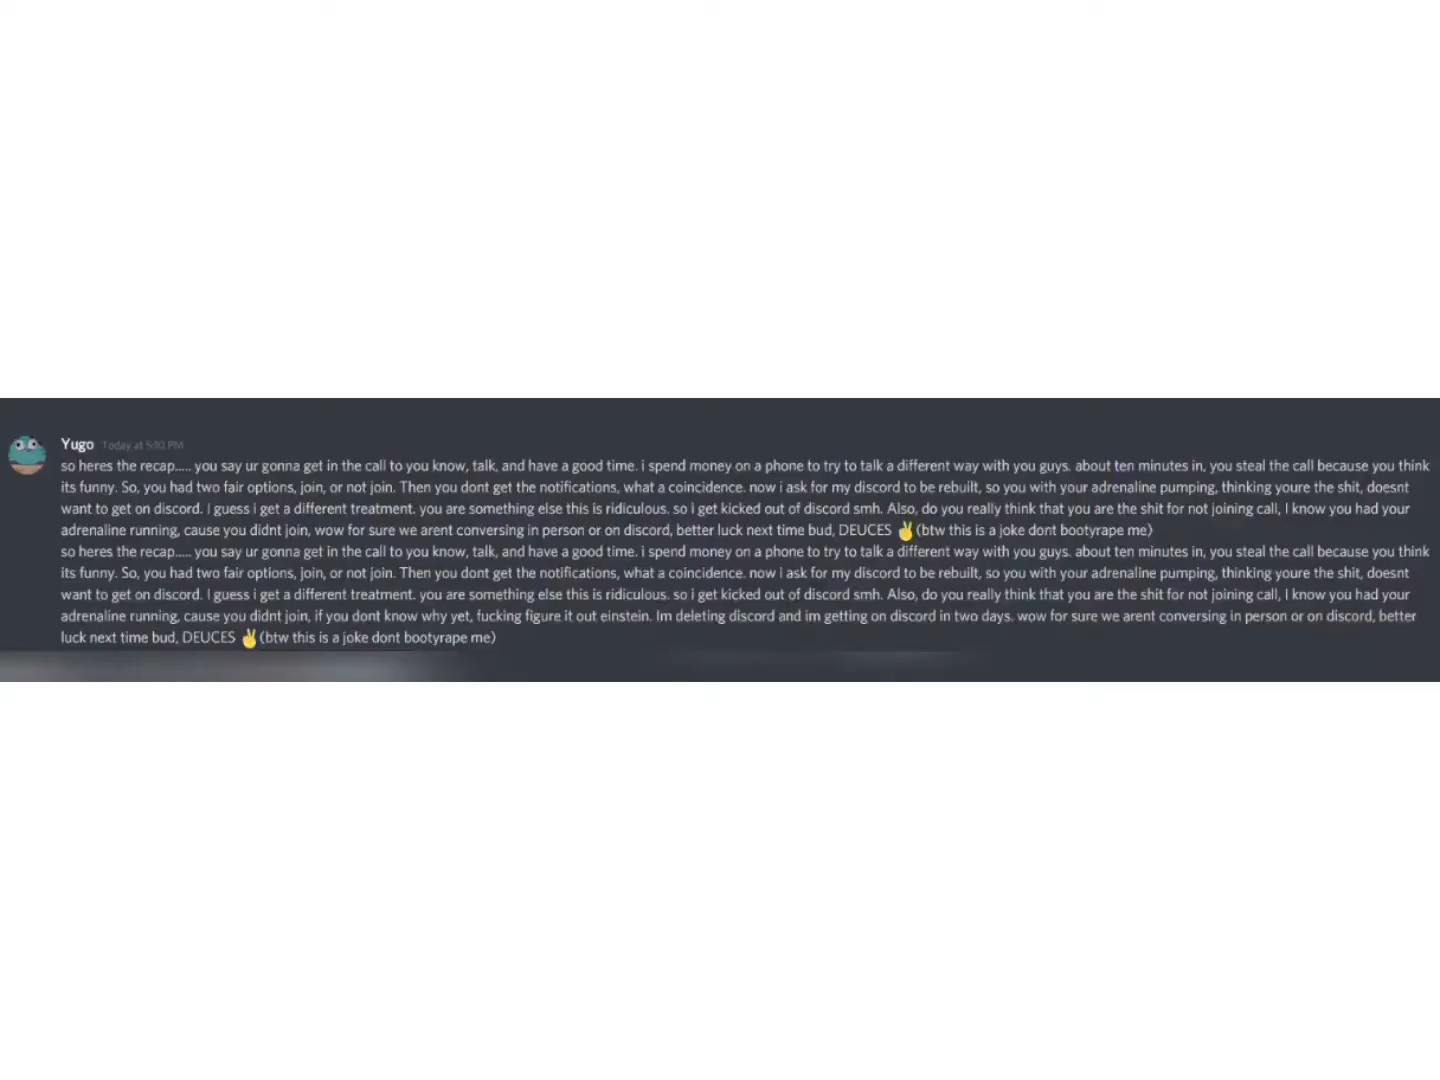 Yugo Today at 5:10 PM
so heres the recap..... you say ur gonna get in the call to you know, talk, and have a good time. i spend money on a phone to try to talk a different way with you guys. about ten minutes in, you steal the call because you think
its funny. So, you had two fair options, join, or not join. Then you dont get the notifications, what a coincidence. now i ask for my discord to be rebuilt, so you with your adrenaline pumping, thinking youre the shit, doesnt
want to get on discord. I guess i get a different treatment. you are something else this is ridiculous. so i get kicked out of discord smh. Also, do you really think that you are the shit for not joining call, I know you had your
adrenaline running, cause you didnt join, wow for sure we arent conversing in person or on discord, better luck next time bud, DEUCES ✌️(btw this is a joke dont bootyrape me)
so heres the recap..... you say ur gonna get in the call to you know, talk, and have a good time. i spend money on a phone to try to talk a different way with you guys. about ten minutes in, you steal the call because you think
its funny. So, you had two fair options, join, or not join. Then you dont get the notifications, what a coincidence. now i ask for my discord to be rebuilt, so you with your adrenaline pumping, thinking youre the shit, doesnt
want to get on discord. I guess i get a different treatment. you are something else this is ridiculous. so i get kicked out of discord smh. Also, do you really think that you are the shit for not joining call, I know you had your
adrenaline running, cause you didnt join, if you dont know why yet, fucking figure it out einstein. Im deleting discord and im getting on discord in two days. wow for sure we arent conversing in person or on discord, better
luck next time bud, DEUCES ✌️(btw this is a joke dont bootyrape me)